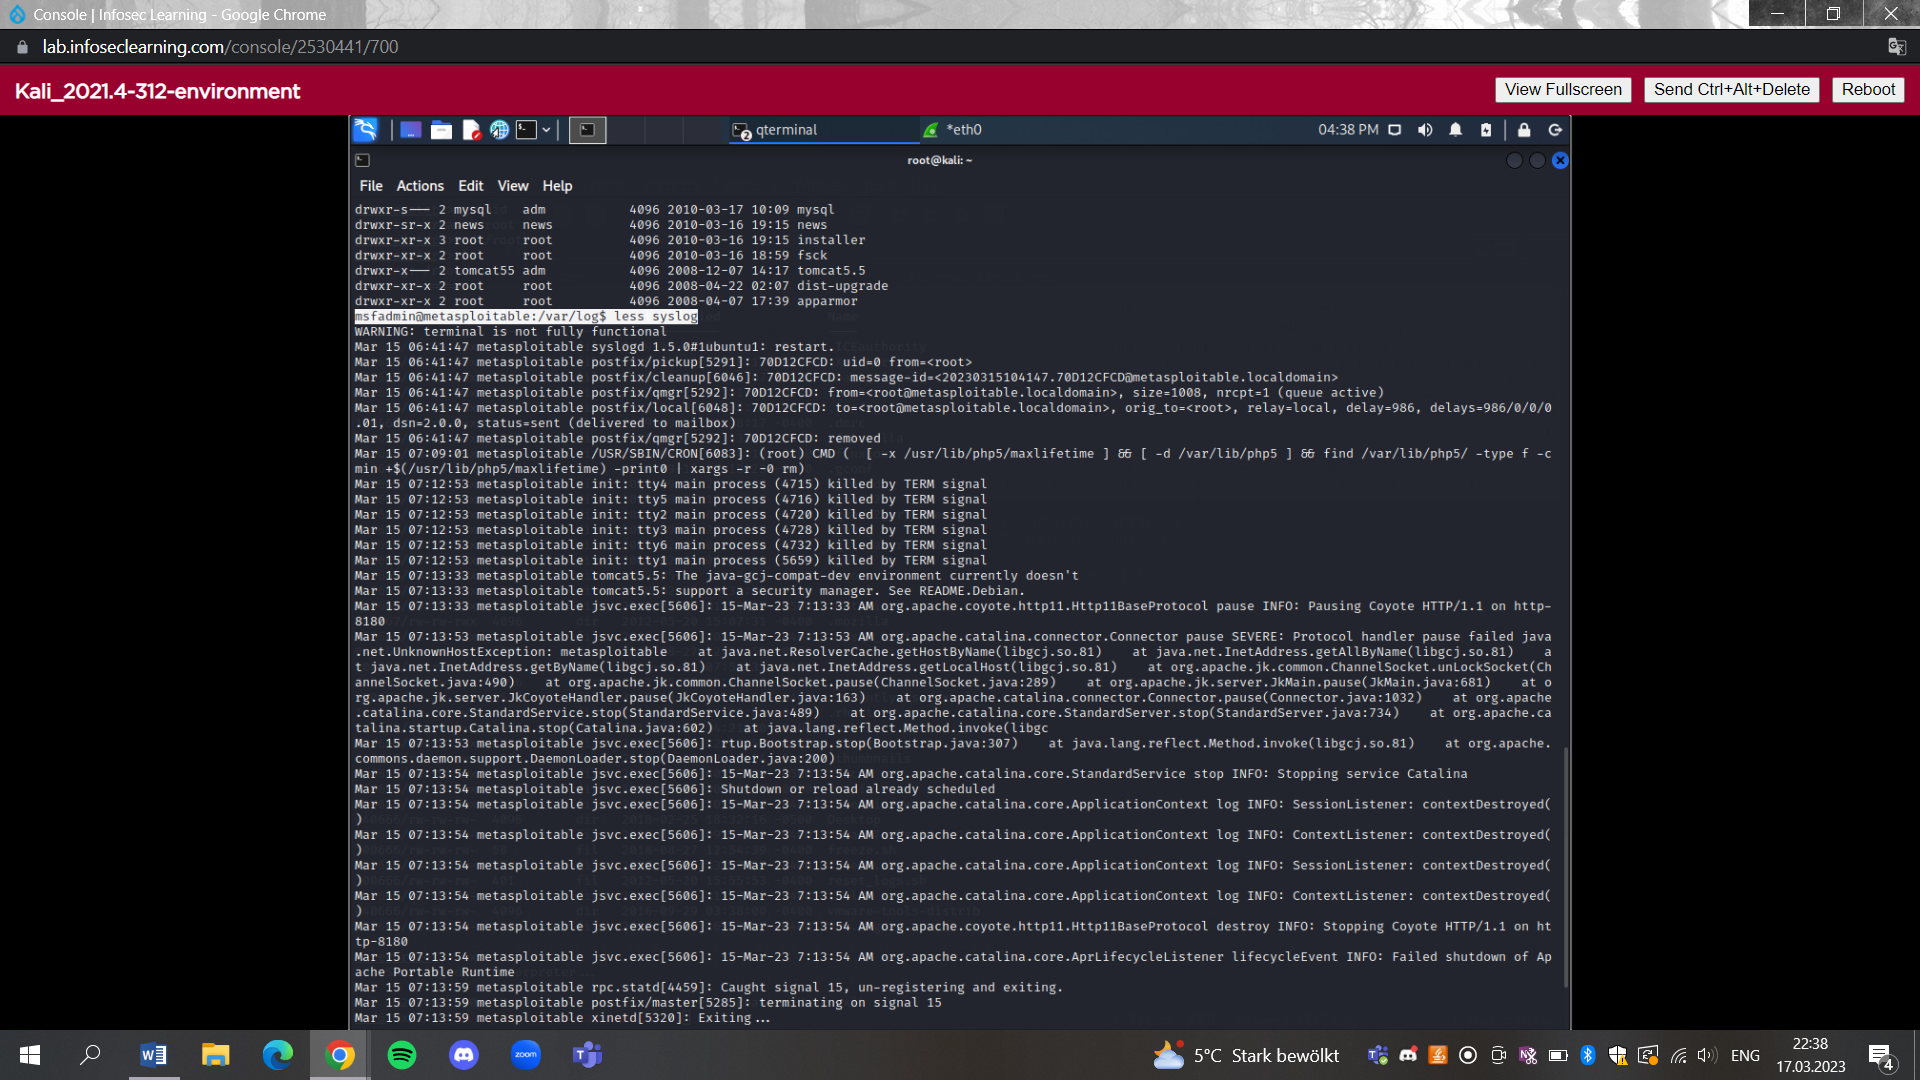 Console | Infosec Learning - Google Chrome
lab.infoseclearning.com/console/2530441/700
Kali_2021.4-312-environment
View Fullscreen
Send Ctrl+Alt+Delete
Reboot
2 qterminal
*eth0
04:38 PM
root@kali: ~
File Actions Edit View Help
drwxr-s--- 2 mysql    adm           4096 2010-03-17 10:09 mysql
drwxr-sr-x 2 news     news          4096 2010-03-16 19:15 news
drwxr-xr-x 3 root     root          4096 2010-03-16 19:15 installer
drwxr-xr-x 2 root     root          4096 2010-03-16 18:59 fsck
drwxr-x--- 2 tomcat55 adm           4096 2008-12-07 14:17 tomcat5.5
drwxr-xr-x 2 root     root          4096 2008-04-22 02:07 dist-upgrade
drwxr-xr-x 2 root     root          4096 2008-04-07 17:39 apparmor
msfadmin@metasploitable:/var/log$ less syslog
WARNING: terminal is not fully functional
Mar 15 06:41:47 metasploitable syslogd 1.5.0#1ubuntu1: restart.
Mar 15 06:41:47 metasploitable postfix/pickup[5291]: 70D12CFCD: uid=0 from=<root>
Mar 15 06:41:47 metasploitable postfix/cleanup[6046]: 70D12CFCD: message-id=<20230315104147.70D12CFCD@metasploitable.localdomain>
Mar 15 06:41:47 metasploitable postfix/qmgr[5292]: 70D12CFCD: from=<root@metasploitable.localdomain>, size=1008, nrcpt=1 (queue active)
Mar 15 06:41:47 metasploitable postfix/local[6048]: 70D12CFCD: to=<root@metasploitable.localdomain>, orig_to=<root>, relay=local, delay=986, delays=986/0/0/0
.01, dsn=2.0.0, status=sent (delivered to mailbox)
Mar 15 06:41:47 metasploitable postfix/qmgr[5292]: 70D12CFCD: removed
Mar 15 07:09:01 metasploitable /USR/SBIN/CRON[6083]: (root) CMD (  [ -x /usr/lib/php5/maxlifetime ] && [ -d /var/lib/php5 ] && find /var/lib/php5/ -type f -c
min +$(/usr/lib/php5/maxlifetime) -print0 | xargs -r -0 rm)
Mar 15 07:12:53 metasploitable init: tty4 main process (4715) killed by TERM signal
Mar 15 07:12:53 metasploitable init: tty5 main process (4716) killed by TERM signal
Mar 15 07:12:53 metasploitable init: tty2 main process (4720) killed by TERM signal
Mar 15 07:12:53 metasploitable init: tty3 main process (4728) killed by TERM signal
Mar 15 07:12:53 metasploitable init: tty6 main process (4732) killed by TERM signal
Mar 15 07:12:53 metasploitable init: tty1 main process (5659) killed by TERM signal
Mar 15 07:13:33 metasploitable tomcat5.5: The java-gcj-compat-dev environment currently doesn't
Mar 15 07:13:33 metasploitable tomcat5.5: support a security manager. See README.Debian.
Mar 15 07:13:33 metasploitable jsvc.exec[5606]: 15-Mar-23 7:13:33 AM org.apache.coyote.http11.Http11BaseProtocol pause INFO: Pausing Coyote HTTP/1.1 on http-
8180
Mar 15 07:13:53 metasploitable jsvc.exec[5606]: 15-Mar-23 7:13:53 AM org.apache.catalina.connector.Connector pause SEVERE: Protocol handler pause failed java
.net.UnknownHostException: metasploitable    at java.net.ResolverCache.getHostByName(libgcj.so.81)    at java.net.InetAddress.getAllByName(libgcj.so.81)    a
t java.net.InetAddress.getByName(libgcj.so.81)    at java.net.InetAddress.getLocalHost(libgcj.so.81)    at org.apache.jk.common.ChannelSocket.unLockSocket(Ch
annelSocket.java:490)    at org.apache.jk.common.ChannelSocket.pause(ChannelSocket.java:289)    at org.apache.jk.server.JkMain.pause(JkMain.java:681)    at o
rg.apache.jk.server.JkCoyoteHandler.pause(JkCoyoteHandler.java:163)    at org.apache.catalina.connector.Connector.pause(Connector.java:1032)    at org.apache
.catalina.core.StandardService.stop(StandardService.java:489)    at org.apache.catalina.core.StandardServer.stop(StandardServer.java:734)    at org.apache.ca
talina.startup.Catalina.stop(Catalina.java:602)    at java.lang.reflect.Method.invoke(libgc
Mar 15 07:13:53 metasploitable jsvc.exec[5606]: rtup.Bootstrap.stop(Bootstrap.java:307)    at java.lang.reflect.Method.invoke(libgcj.so.81)    at org.apache.
commons.daemon.support.DaemonLoader.stop(DaemonLoader.java:200)
Mar 15 07:13:54 metasploitable jsvc.exec[5606]: 15-Mar-23 7:13:54 AM org.apache.catalina.core.StandardService stop INFO: Stopping service Catalina
Mar 15 07:13:54 metasploitable jsvc.exec[5606]: Shutdown or reload already scheduled
Mar 15 07:13:54 metasploitable jsvc.exec[5606]: 15-Mar-23 7:13:54 AM org.apache.catalina.core.ApplicationContext log INFO: SessionListener: contextDestroyed(
)
Mar 15 07:13:54 metasploitable jsvc.exec[5606]: 15-Mar-23 7:13:54 AM org.apache.catalina.core.ApplicationContext log INFO: ContextListener: contextDestroyed(
)
Mar 15 07:13:54 metasploitable jsvc.exec[5606]: 15-Mar-23 7:13:54 AM org.apache.catalina.core.ApplicationContext log INFO: SessionListener: contextDestroyed(
)
Mar 15 07:13:54 metasploitable jsvc.exec[5606]: 15-Mar-23 7:13:54 AM org.apache.catalina.core.ApplicationContext log INFO: ContextListener: contextDestroyed(
)
Mar 15 07:13:54 metasploitable jsvc.exec[5606]: 15-Mar-23 7:13:54 AM org.apache.coyote.http11.Http11BaseProtocol destroy INFO: Stopping Coyote HTTP/1.1 on ht
tp-8180
Mar 15 07:13:54 metasploitable jsvc.exec[5606]: 15-Mar-23 7:13:54 AM org.apache.catalina.core.AprLifecycleListener lifecycleEvent INFO: Failed shutdown of Ap
ache Portable Runtime
Mar 15 07:13:59 metasploitable rpc.statd[4459]: Caught signal 15, un-registering and exiting.
Mar 15 07:13:59 metasploitable postfix/master[5285]: terminating on signal 15
Mar 15 07:13:59 metasploitable xinetd[5320]: Exiting...
zoom
5°C Stark bewölkt
ENG
22:38
17.03.2023
4